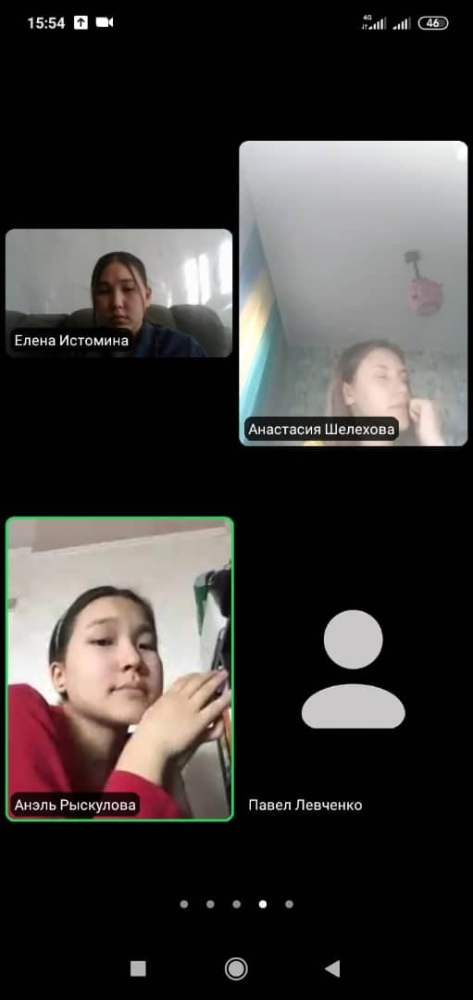 15:54
4G
46
Елена Истомина
Анастасия Шелехова
Анэль Рыскулова
Павел Левченко